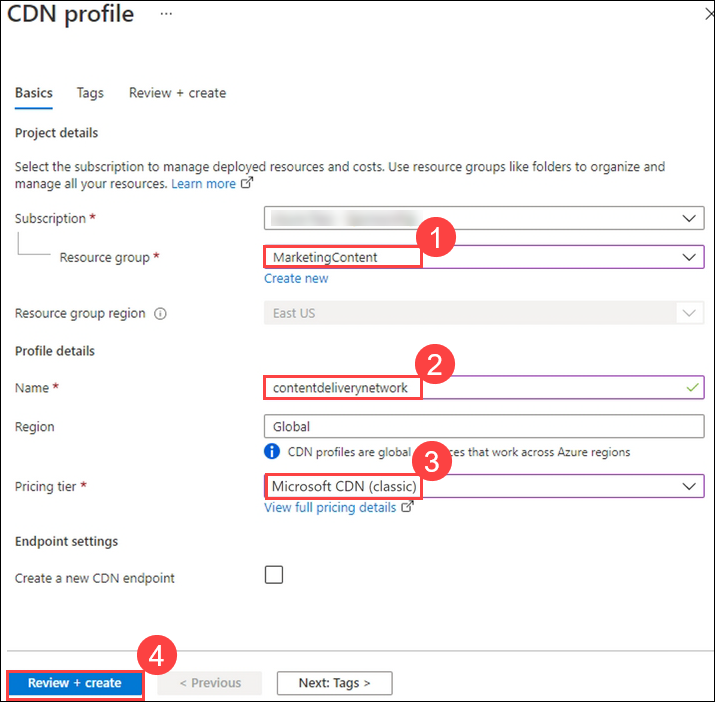 CDN profile ...
Basics Tags Review + create
Project details
Select the subscription to manage deployed resources and costs. Use resource groups like folders to organize and
manage all your resources. Learn more
Subscription *
1
Resource group * MarketingContent
Create new
Resource group region East US
Profile details
2
Name * contentdeliverynetwork
Region Global
CDN profiles are global ces that work across Azure regions
3
Pricing tier * Microsoft CDN (classic)
View full pricing details
Endpoint settings
Create a new CDN endpoint
4
Review + create < Previous Next: Tags >